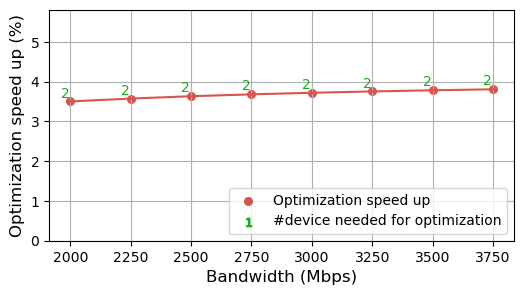 Optimization speed up (%)
5
4
3
2
1
0
2 2 2 2 2 2 2 2
Optimization speed up
1 #device needed for optimization
2000 2250 2500 2750 3000 3250 3500 3750
Bandwidth (Mbps)